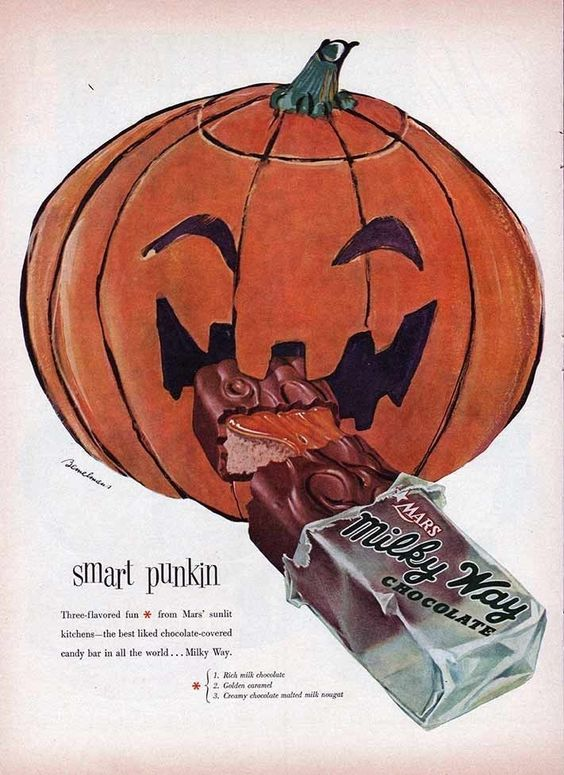 Bemelmans
MARS
Milky Way
CHOCOLATE
smart punkin
Three-flavored fun * from Mars' sunlit
kitchens—the best liked chocolate-covered
candy bar in all the world...Milky Way.
* { 1. Rich milk chocolate
2. Golden caramel
3. Creamy chocolate malted milk nougat